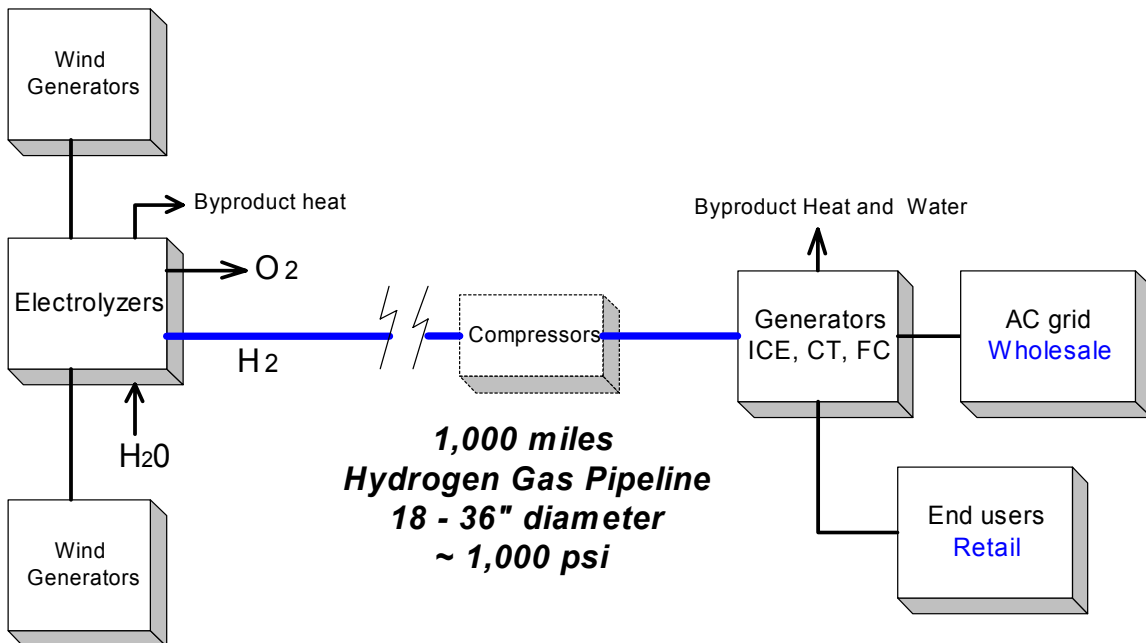 Wind
Generators
Byproduct heat
O2
Electrolyzers
H2
H20
Wind
Generators
Compressors
1,000 miles
Hydrogen Gas Pipeline
18 - 36" diameter
~ 1,000 psi
Byproduct Heat and Water
Generators
ICE, CT, FC
AC grid
Wholesale
End users
Retail